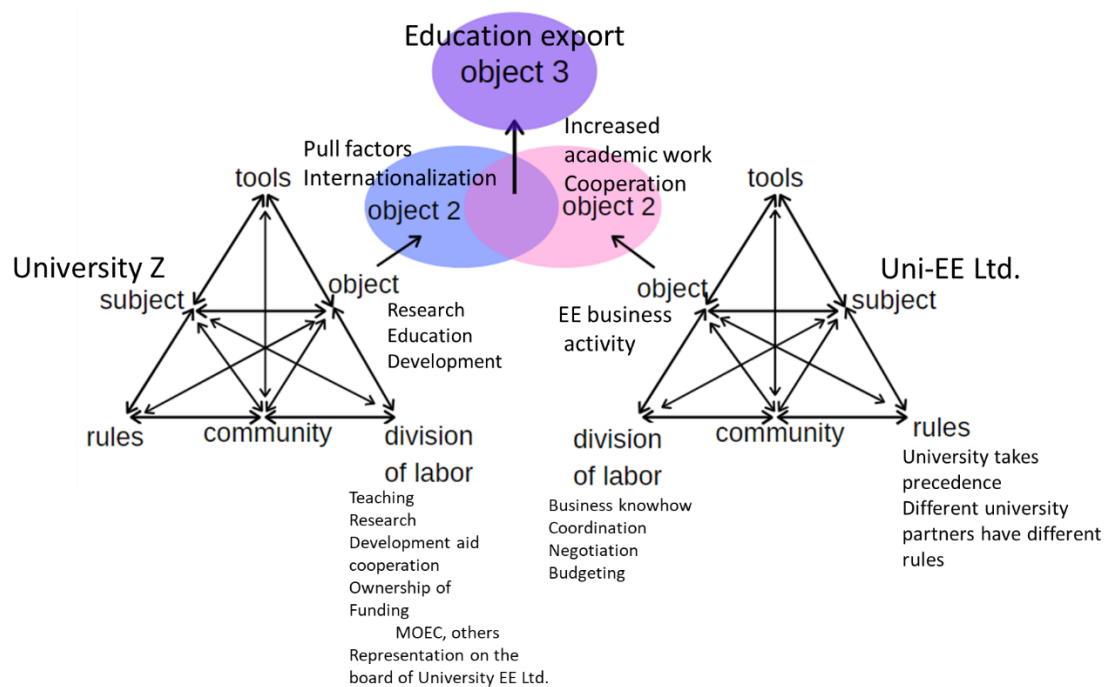 Education export
object 3
Pull factors
Internationalization
object 2
Increased
academic work
Cooperation
object 2
tools
University Z
subject
object
Research
Education
Development
rules
community
division
of labor
Teaching
Research
Development aid
cooperation
Ownership of
Funding
MOEC, others
Representation on the
board of University EE Ltd.
tools
Uni-EE Ltd.
object
subject
EE business
activity
division
of labor
Business knowhow
Coordination
Negotiation
Budgeting
community
rules
University takes
precedence
Different university
partners have different
rules